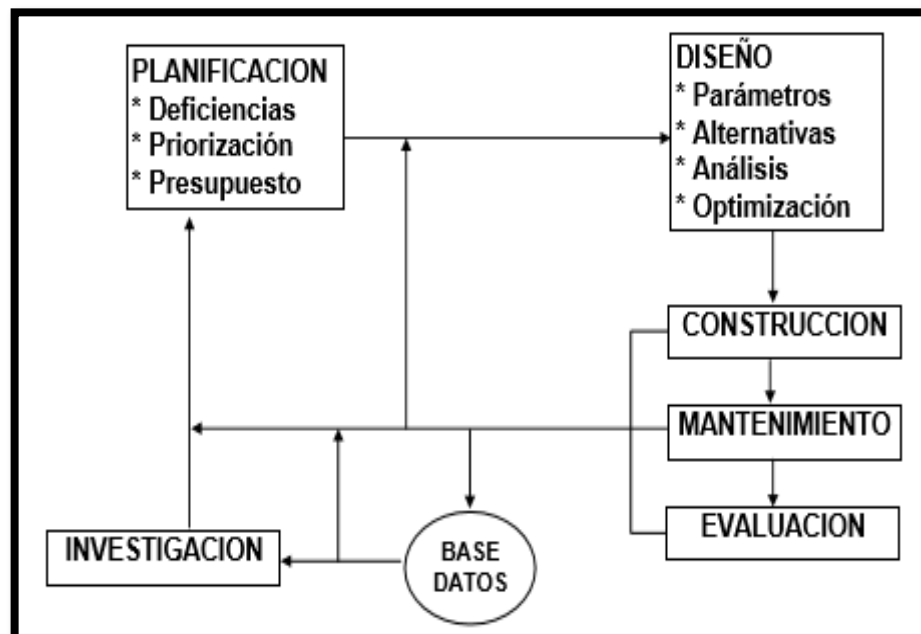 PLANIFICACION
* Deficiencias
* Priorización
* Presupuesto
DISEÑO
* Parámetros
* Alternativas
* Análisis
* Optimización
CONSTRUCCION
MANTENIMIENTO
EVALUACION
INVESTIGACION
BASE
DATOS